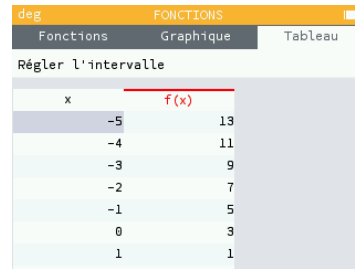 deg FONCTIONS
Fonctions Graphique Tableau
Régler l'intervalle
x f(x)
-5 13
-4 11
-3 9
-2 7
-1 5
0 3
1 1